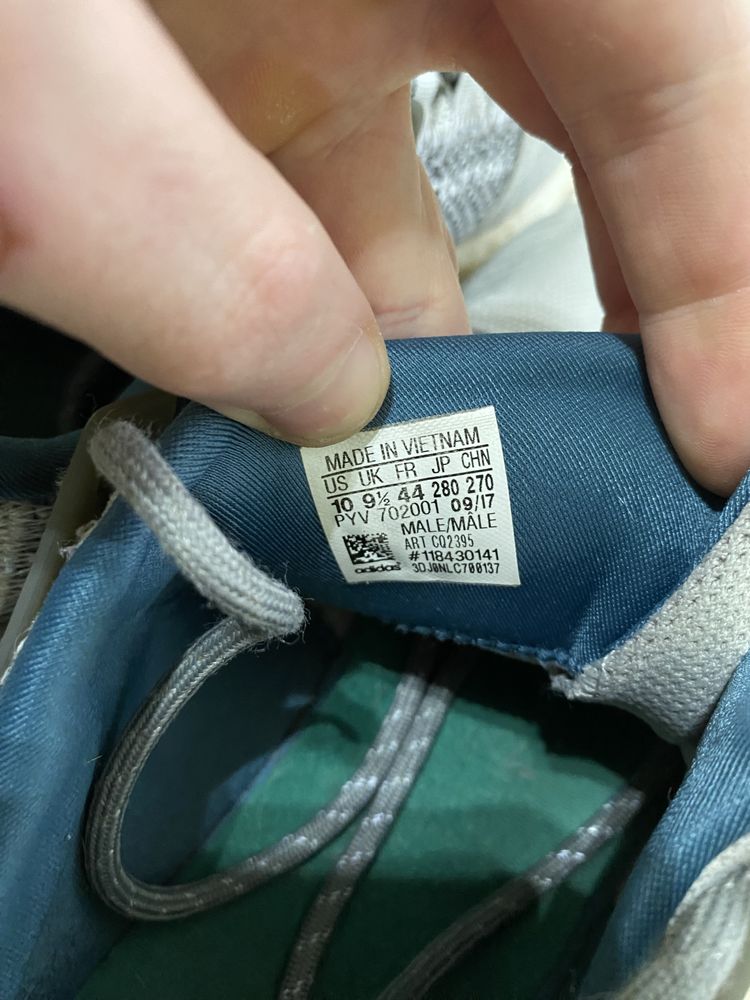 MADE IN VIETNAM
US UK FR JP CHN
10 9½ 44 280 270
PYV 702001 09/17
MALE/MÂLE
ART CQ2395
#118430141
adidas 3DJ0NLC700137